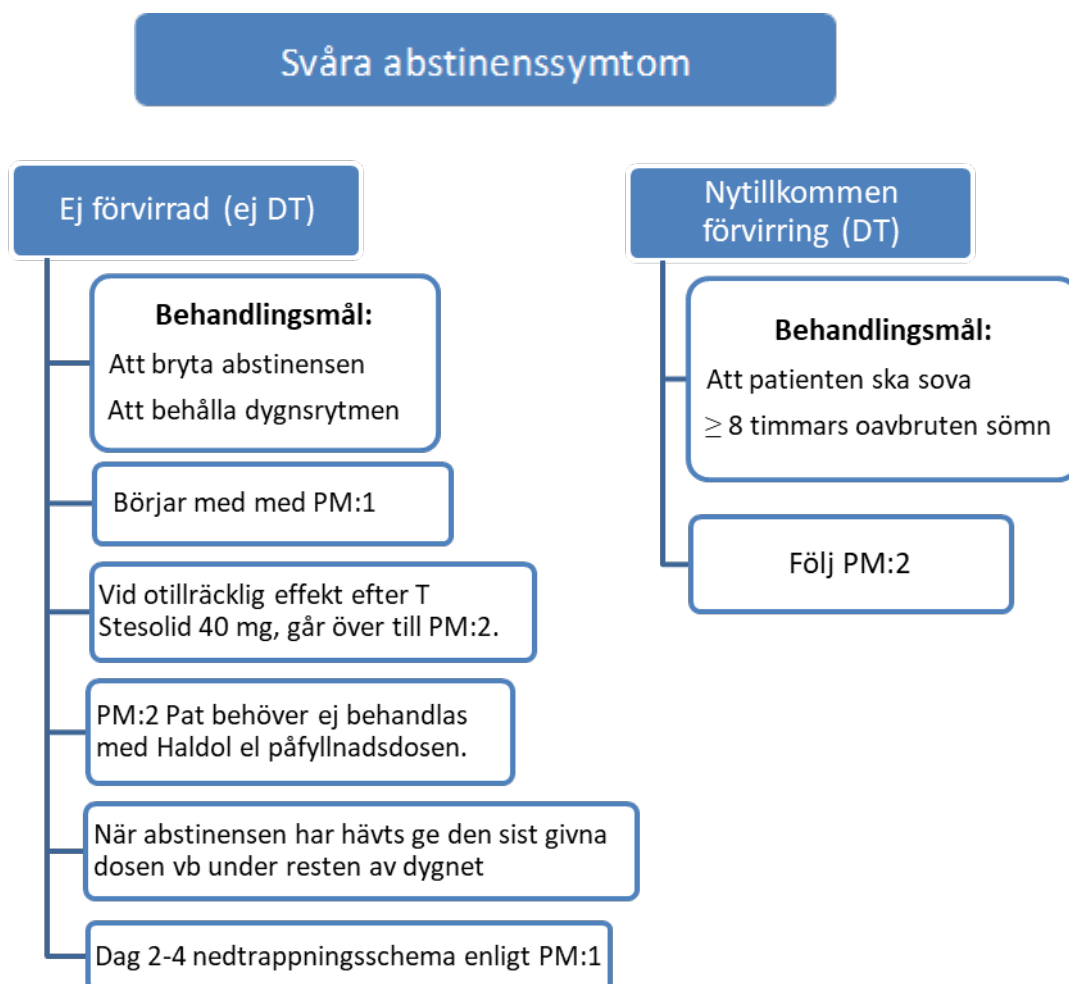 Svåra abstinenssymtom
Ej förvirrad (ej DT)
Behandlingsmål:
Att bryta abstinensen
Att behålla dygnsrytmen
Börjar med med PM:1
Vid otillräcklig effekt efter T
Stesolid 40 mg, går över till PM:2.
PM:2 Pat behöver ej behandlas
med Haldol el påfyllnadsdosen.
När abstinensen har hävts ge den sist givna
dosen vb under resten av dygnet
Dag 2-4 nedtrappningsschema enligt PM:1
Nytillkommen
förvirring (DT)
Behandlingsmål:
Att patienten ska sova
≥ 8 timmars oavbruten sömn
Följ PM:2